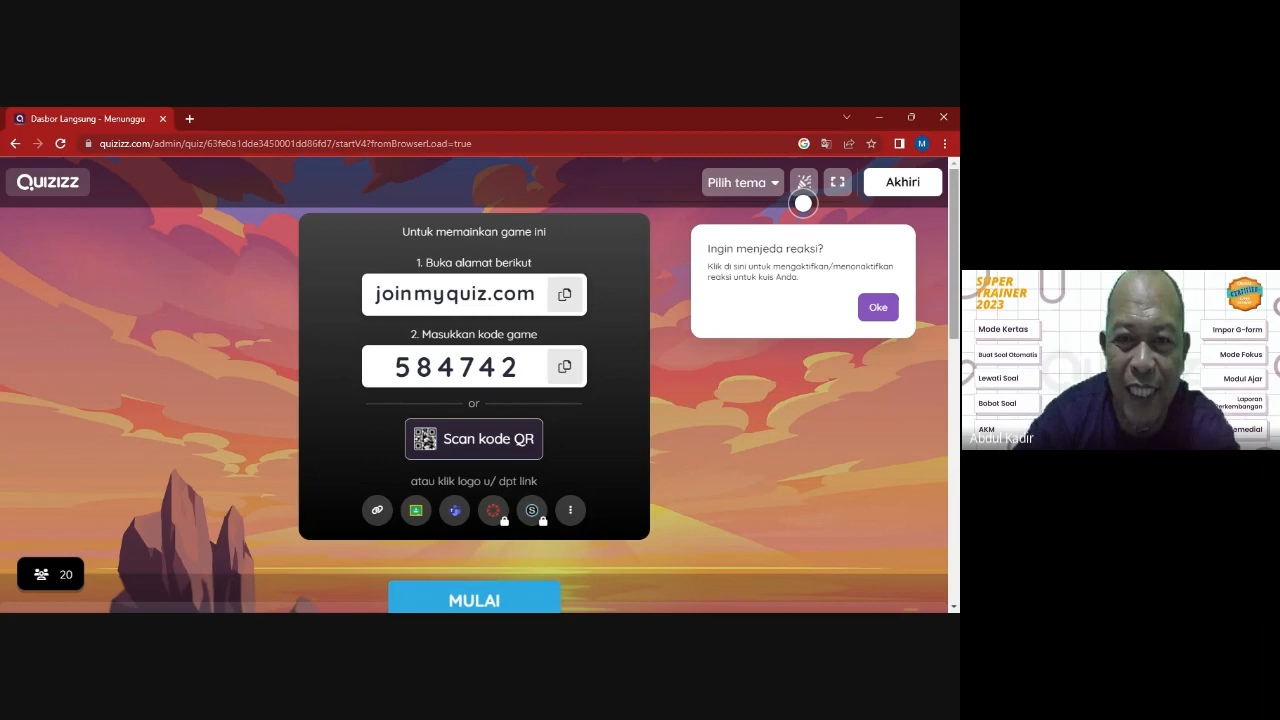 Dasbor Langsung - Menunggu
quizizz.com/admin/quiz/63fe0a1dde3450001dd86fd7/startV4?fromBrowserLoad=true
M
QUIZIZZ
Pilih tema
Akhiri
Untuk memainkan game ini
1. Buka alamat berikut
joinmyquiz.com
2. Masukkan kode game
584742
or
Scan kode QR
atau klik logo u/ dpt link
S
20
MULAI
Ingin menjeda reaksi?
Klik di sini untuk mengaktifkan/menonaktifkan
reaksi untuk kuis Anda.
Oke
SUPER
TRAINER
2023
Mode Kertas
Buat Soal Otomatis
Lewati Soal
Bobot Soal
AKM
Abdul Kadir
Impor G-form
Mode Fokus
Modul Ajar
Laporan
erkembangan
emedial